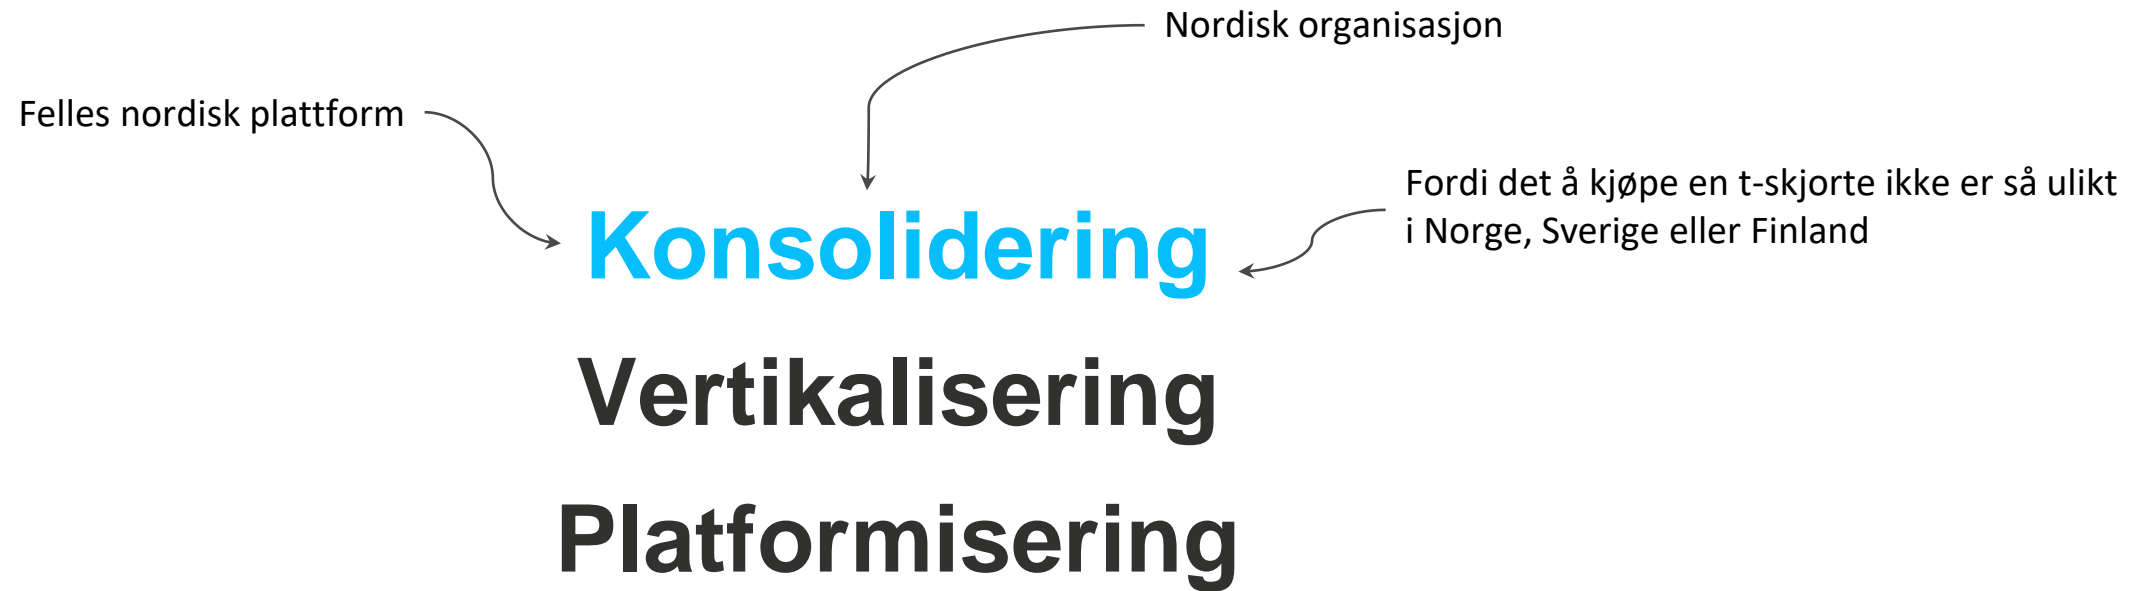 Nordisk organisasjon
Felles nordisk plattform
Fordi det å kjøpe en t-skjorte ikke er så ulikt
i Norge, Sverige eller Finland
Konsolidering
Vertikalisering
Platformisering